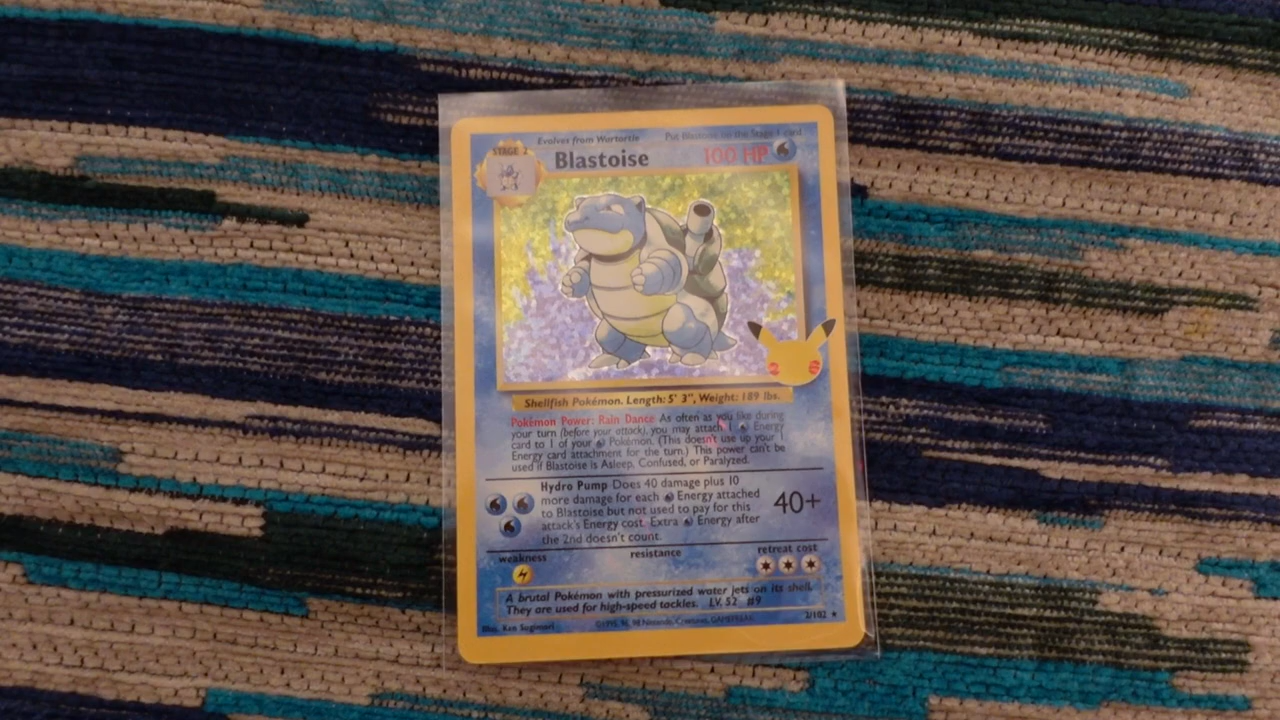 Evolves from Wartortle Put Blastoise on the Stage 1 card
STAGE 2
Blastoise 100 HP
Shellfish Pokémon. Length: 5' 3", Weight: 189 lbs.
Pokémon Power: Rain Dance As often as you like during
your turn (before your attack), you may attach 1 Energy
card to 1 of your Pokémon. (This doesn't use up your 1
Energy card attachment for the turn.) This power can't be
used if Blastoise is Asleep, Confused, or Paralyzed.
Hydro Pump Does 40 damage plus 10
more damage for each Energy attached
to Blastoise but not used to pay for this
attack's Energy cost. Extra Energy after
the 2nd doesn't count.
40+
weakness resistance retreat cost
A brutal Pokémon with pressurized water jets on its shell.
They are used for high-speed tackles. LV. 52 #9
Illus. Ken Sugimori ©1995, 96, 98 Nintendo, Creatures, GAMEFREAK. 2/102 ★